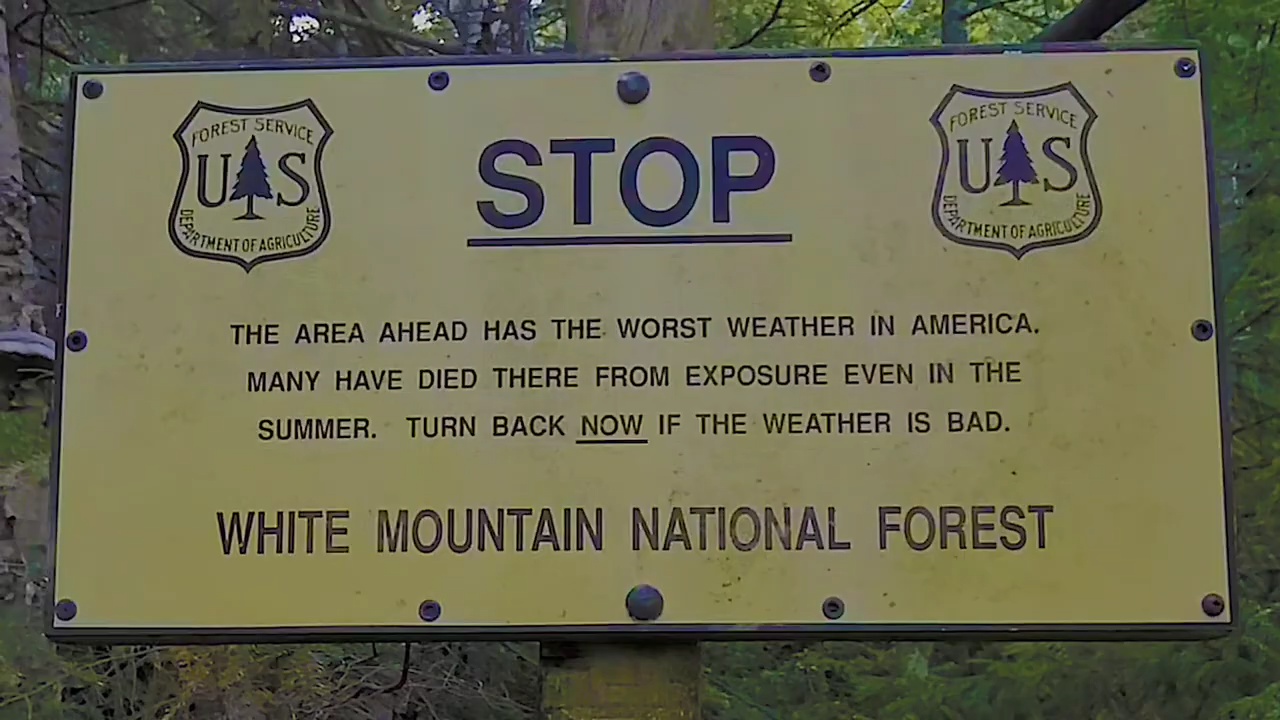 FOREST SERVICE
U S
DEPARTMENT OF AGRICULTURE
STOP
FOREST SERVICE
U S
DEPARTMENT OF AGRICULTURE
THE AREA AHEAD HAS THE WORST WEATHER IN AMERICA.
MANY HAVE DIED THERE FROM EXPOSURE EVEN IN THE
SUMMER. TURN BACK NOW IF THE WEATHER IS BAD.
WHITE MOUNTAIN NATIONAL FOREST